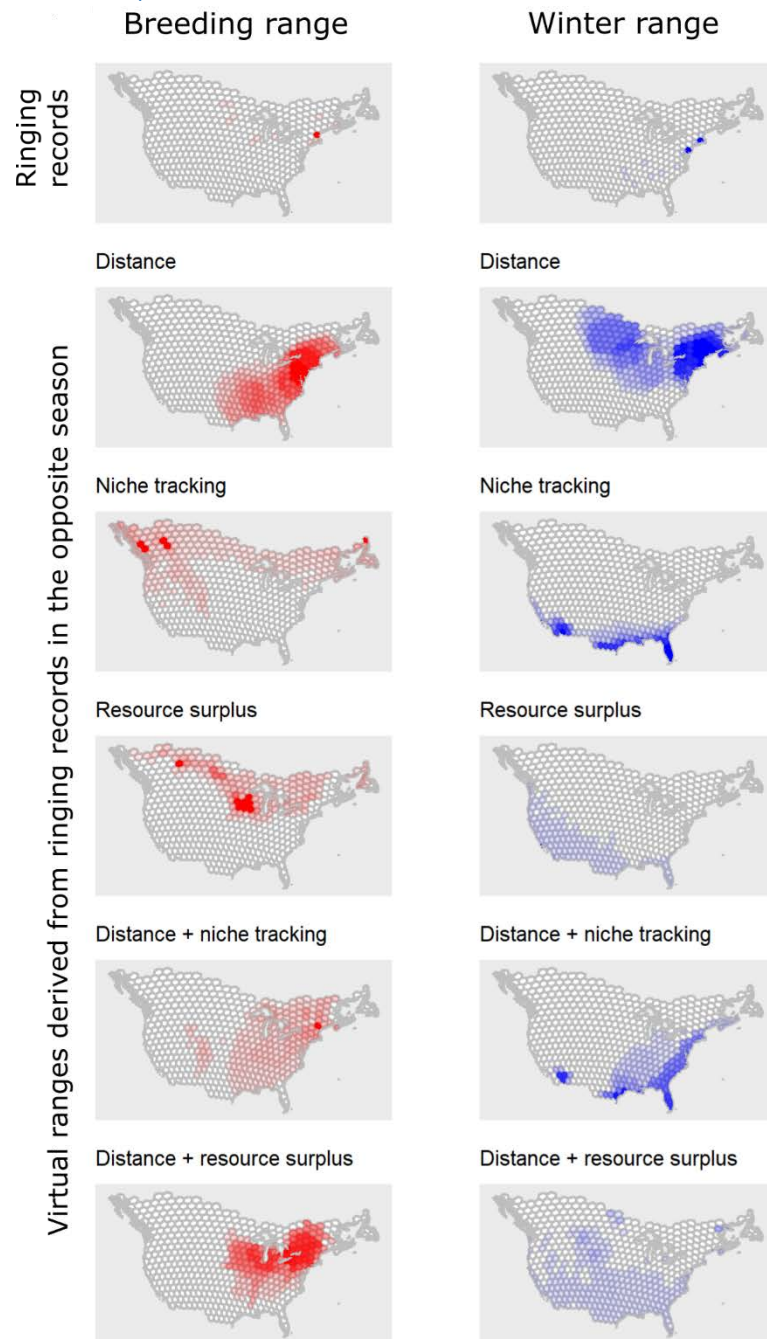 Breeding range
Winter range
Ringing
records
Virtual ranges derived from ringing records in the opposite season
Distance
Distance
Niche tracking
Niche tracking
Resource surplus
Resource surplus
Distance + niche tracking
Distance + niche tracking
Distance + resource surplus
Distance + resource surplus